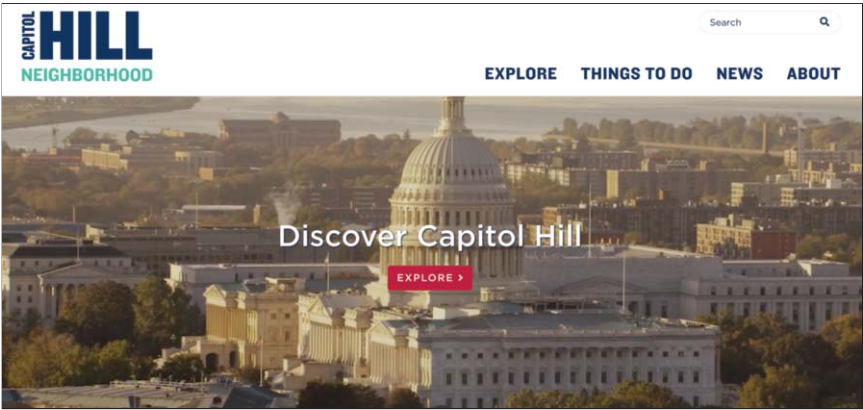 CAPITOL
HILL
NEIGHBORHOOD
Search
EXPLORE THINGS TO DO NEWS ABOUT
Discover Capitol Hill
EXPLORE >